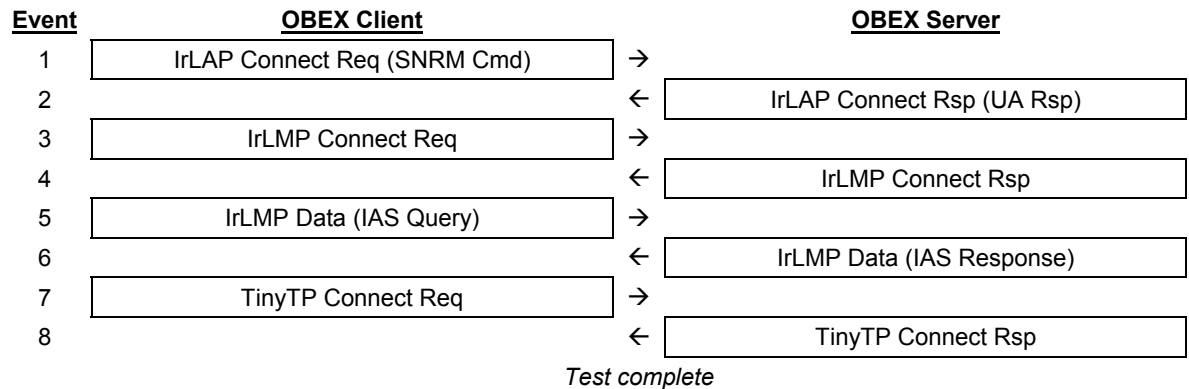 Event OBEX Client OBEX Server
1 IrLAP Connect Req (SNRM Cmd) →
2 ← IrLAP Connect Rsp (UA Rsp)
3 IrLMP Connect Req →
4 ← IrLMP Connect Rsp
5 IrLMP Data (IAS Query) →
6 ← IrLMP Data (IAS Response)
7 TinyTP Connect Req →
8 ← TinyTP Connect Rsp
Test complete